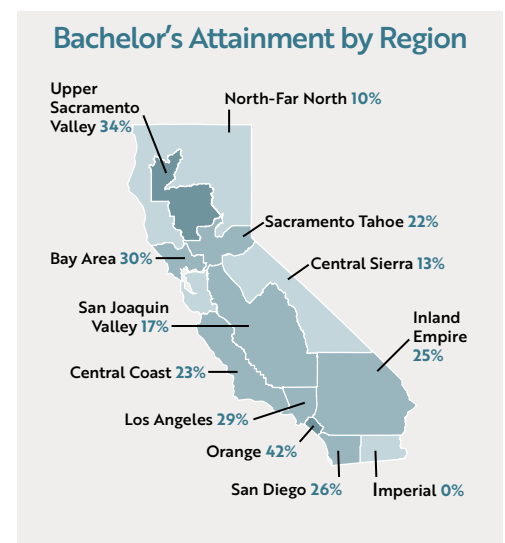 Bachelor's Attainment by Region
Upper
Sacramento
Valley 34%
North-Far North 10%
Sacramento Tahoe 22%
Bay Area 30%
Central Sierra 13%
San Joaquin
Valley 17%
Inland
Empire
25%
Central Coast 23%
Los Angeles 29%
Orange 42%
San Diego 26%
Imperial 0%